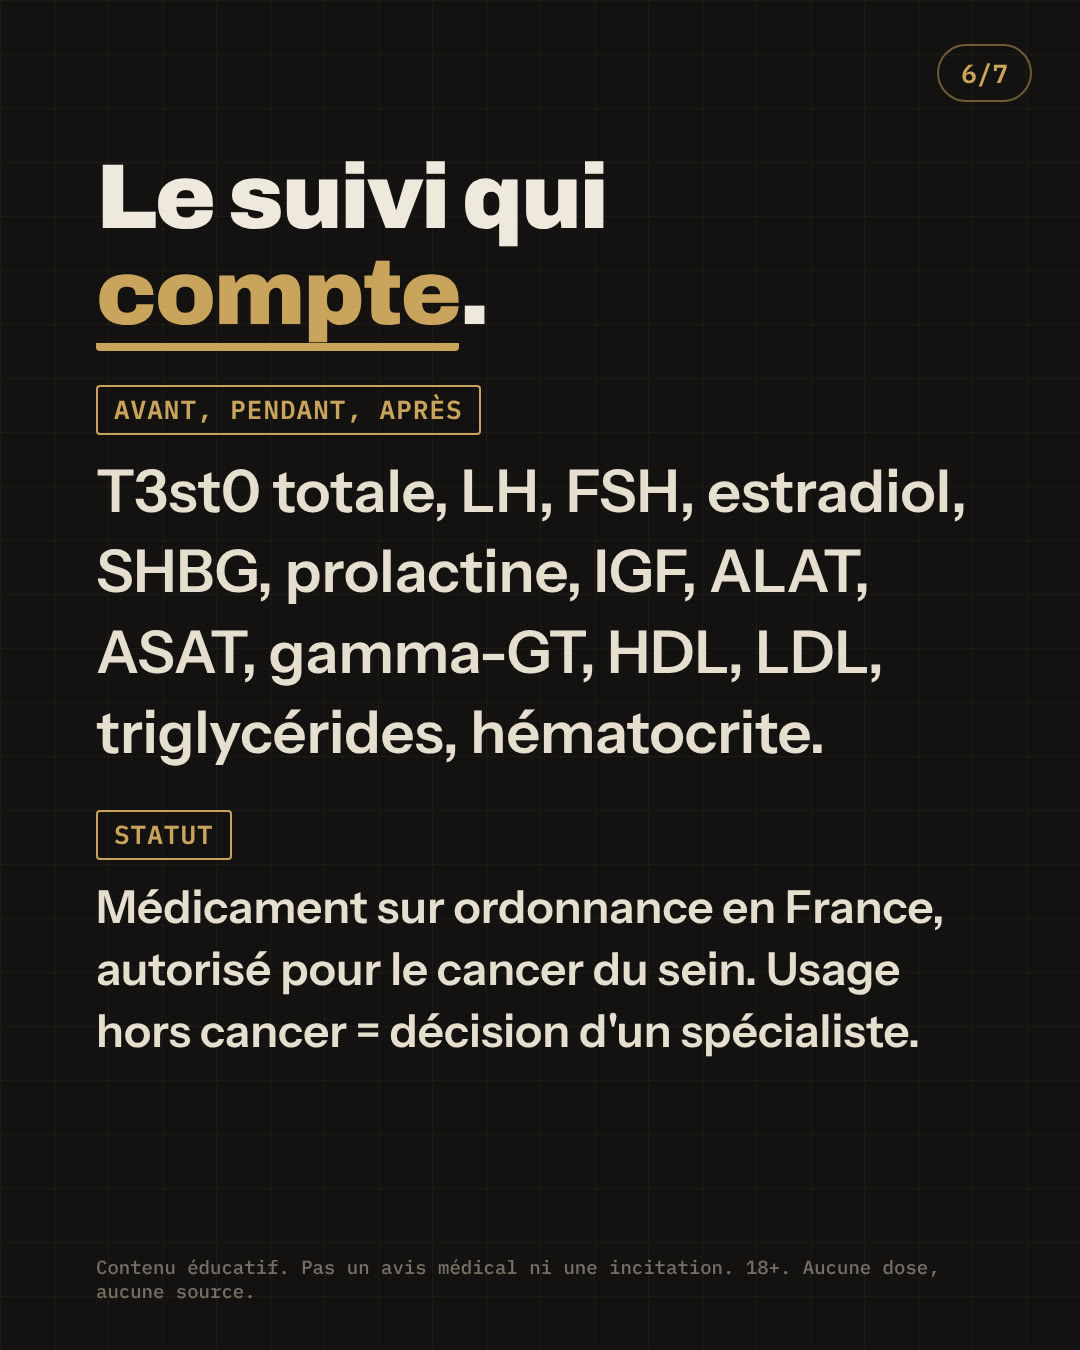 6/7
Le suivi qui
compte.
AVANT, PENDANT, APRÈS
T3st0 totale, LH, FSH, estradiol,
SHBG, prolactine, IGF, ALAT,
ASAT, gamma-GT, HDL, LDL,
triglycérides, hématocrite.
STATUT
Médicament sur ordonnance en France,
autorisé pour le cancer du sein. Usage
hors cancer = décision d'un spécialiste.
Contenu éducatif. Pas un avis médical ni une incitation. 18+. Aucune dose,
aucune source.